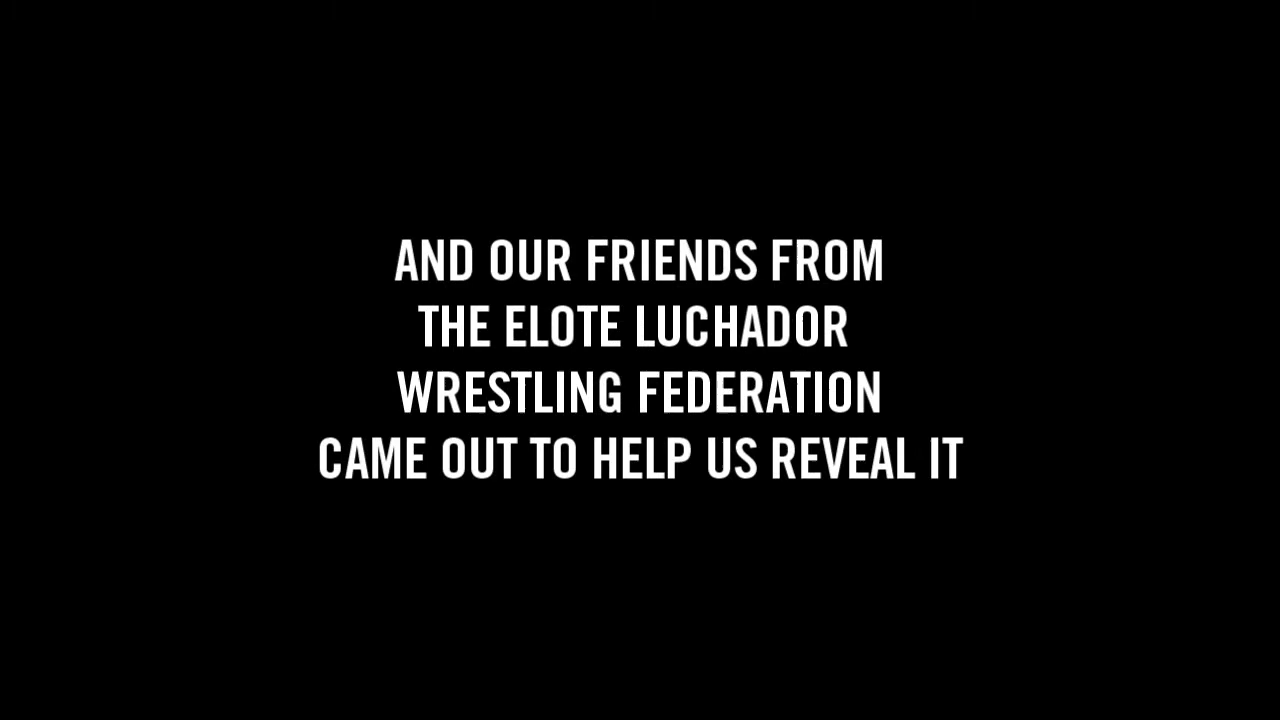 AND OUR FRIENDS FROM
THE ELOTE LUCHADOR
WRESTLING FEDERATION
CAME OUT TO HELP US REVEAL IT